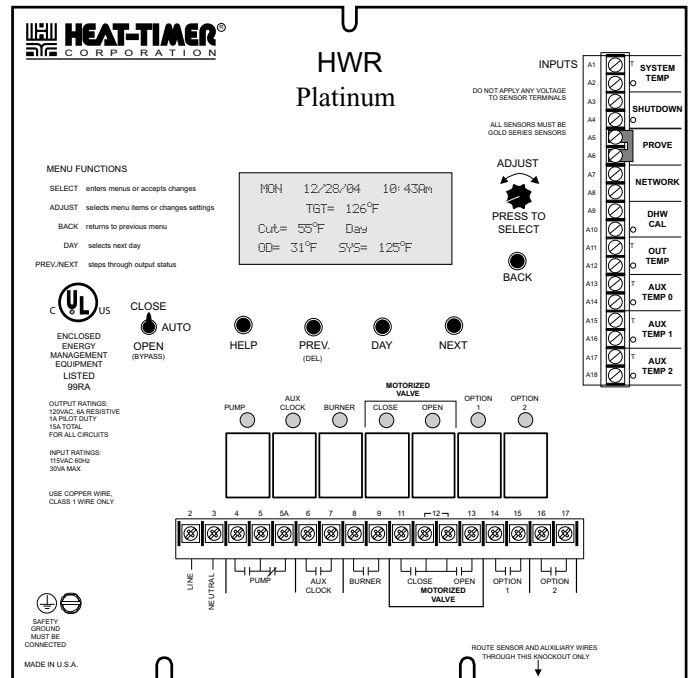 HEAT-TIMER®
CORPORATION
HWR
Platinum
INPUTS
DO NOT APPLY ANY VOLTAGE
TO SENSOR TERMINALS
ALL SENSORS MUST BE
GOLD SERIES SENSORS
A1 T SYSTEM
A2 TEMP
A3 SHUTDOWN
A4
A5 PROVE
A6
A7 NETWORK
A8
A9 DHW
A10 CAL
A11 T OUT
A12 TEMP
A13 T AUX
A14 TEMP 0
A15 T AUX
A16 TEMP 1
A17 T AUX
A18 TEMP 2
MENU FUNCTIONS
SELECT enters menus or accepts changes
ADJUST selects menu items or changes settings
BACK returns to previous menu
DAY selects next day
PREV./NEXT steps through output status
MON 12/28/04 10:43Am
TGT= 126°F
Cut= 55°F Day
OD= 31°F SYS= 125°F
ADJUST
PRESS TO
SELECT
BACK
C UL US
ENCLOSED
ENERGY
MANAGEMENT
EQUIPMENT
LISTED
99RA
CLOSE
AUTO
OPEN
(BYPASS)
HELP
PREV.
(DEL)
DAY
NEXT
OUTPUT RATINGS:
120VAC, 6A RESISTIVE
1A PILOT DUTY
15A TOTAL
FOR ALL CIRCUITS
INPUT RATINGS:
115VAC 60Hz
30VA MAX
USE COPPER WIRE,
CLASS 1 WIRE ONLY
PUMP
AUX
CLOCK
BURNER
MOTORIZED
VALVE
CLOSE OPEN
OPTION
1
OPTION
2
2 3 4 5 5A 6 7 8 9 11 12 13 14 15 16 17
LINE
NEUTRAL
PUMP
AUX
CLOCK
BURNER
CLOSE OPEN
MOTORIZED
VALVE
OPTION
1
OPTION
2
SAFETY
GROUND
MUST BE
CONNECTED
MADE IN U.S.A.
ROUTE SENSOR AND AUXILIARY WIRES
THROUGH THIS KNOCKOUT ONLY